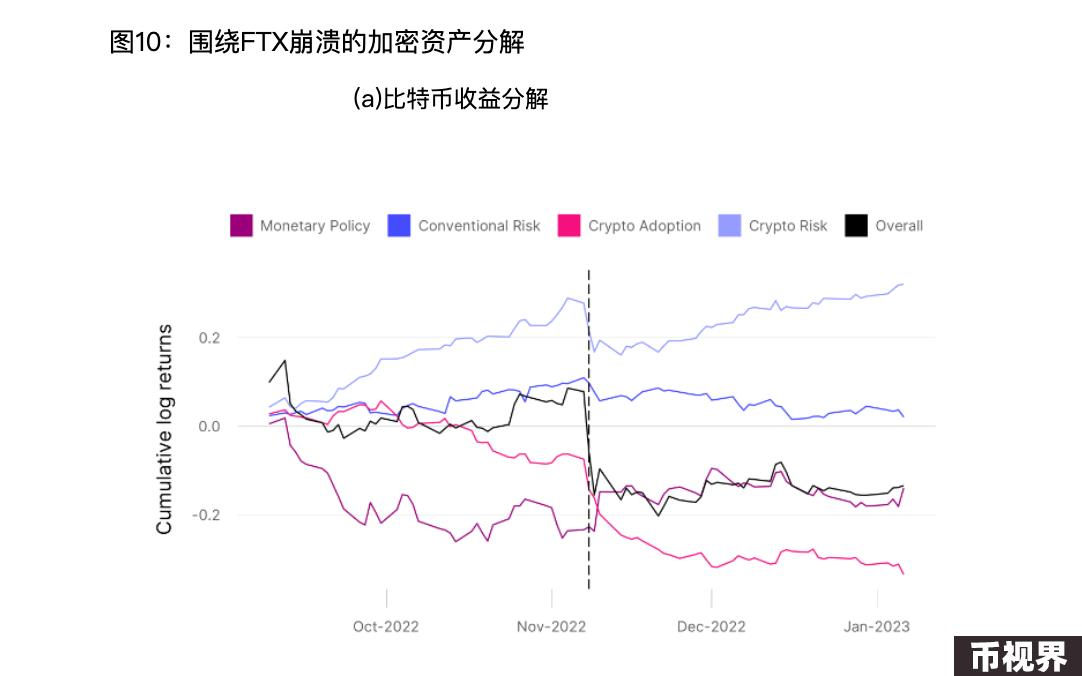 图10：围绕FTX崩溃的加密资产分解
(a)比特币收益分解
Monetary Policy Conventional Risk Crypto Adoption Crypto Risk Overall
Cumulative log returns
0.2
0.0
-0.2
Oct-2022 Nov-2022 Dec-2022 Jan-2023
币视界